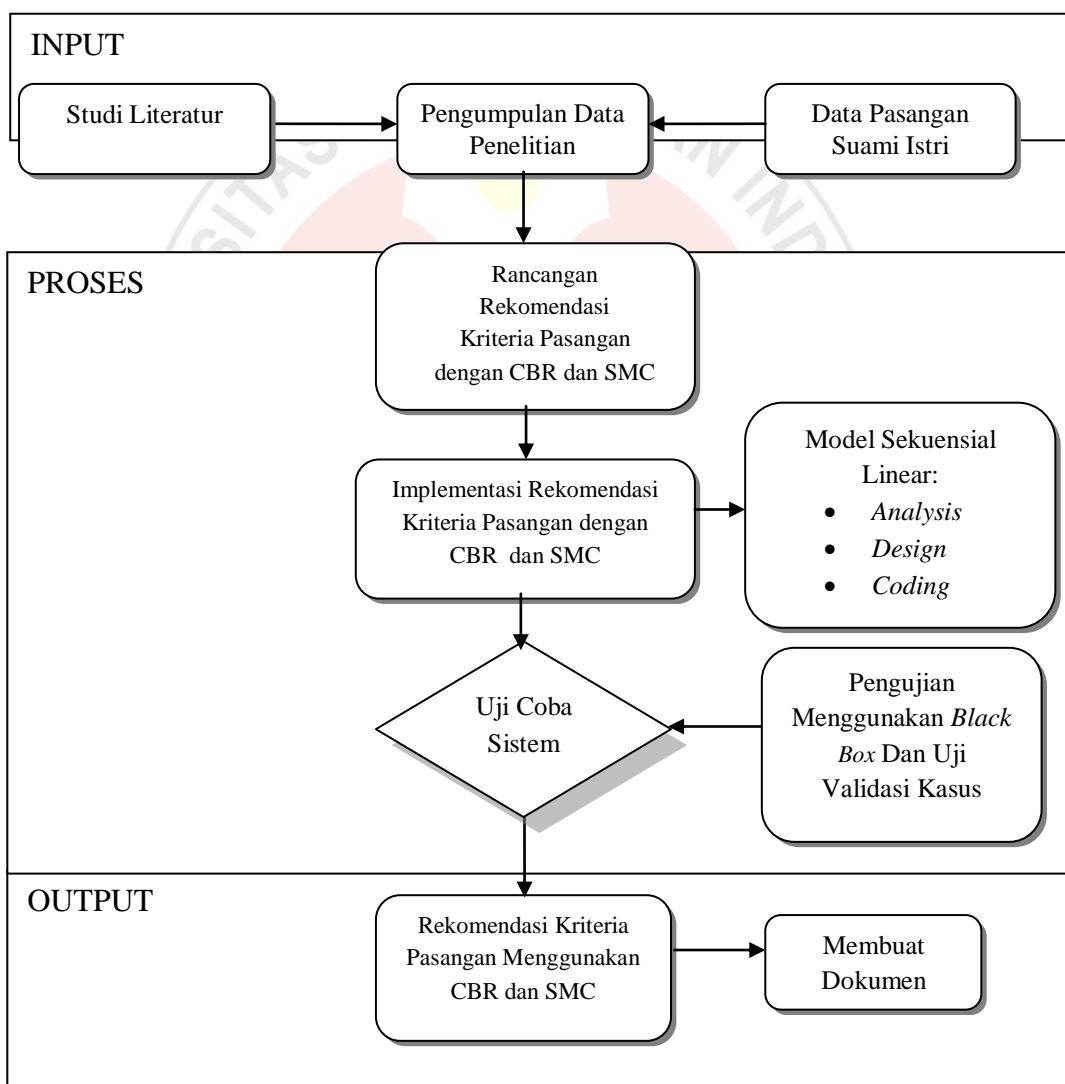 INPUT
Studi Literatur
Pengumpulan Data
Penelitian
Data Pasangan
Suami Istri
PROSES
Rancangan
Rekomendasi
Kriteria Pasangan
dengan CBR dan SMC
Implementasi Rekomendasi
Kriteria Pasangan dengan
CBR dan SMC
Model Sekuensial
Linear:
• Analysis
• Design
• Coding
Uji Coba
Sistem
Pengujian
Menggunakan Black
Box Dan Uji
Validasi Kasus
OUTPUT
Rekomendasi Kriteria
Pasangan Menggunakan
CBR dan SMC
Membuat
Dokumen